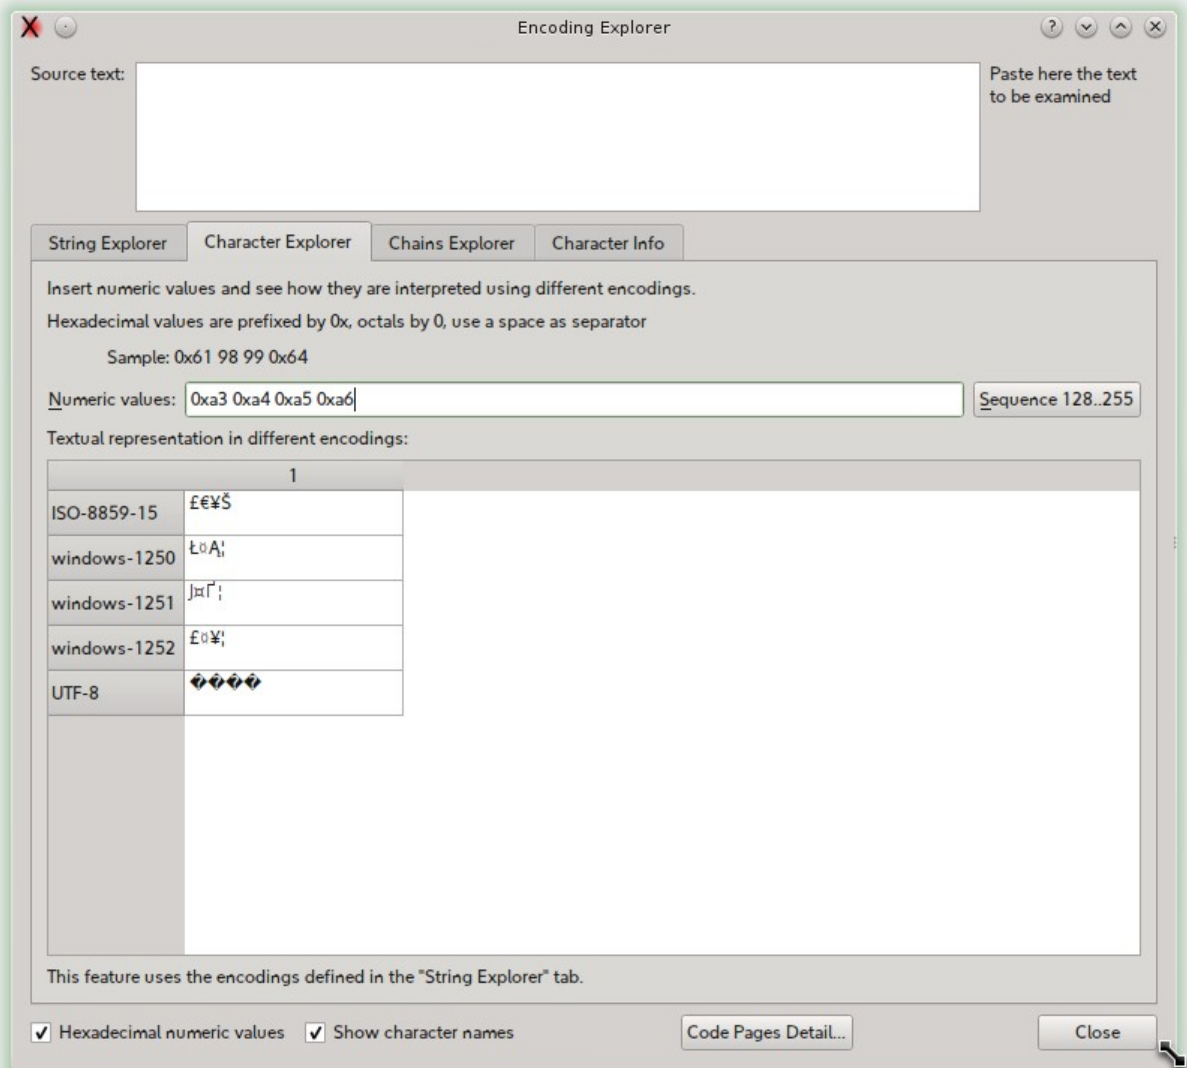 Encoding Explorer
Source text:
Paste here the text
to be examined
String Explorer
Character Explorer
Chains Explorer
Character Info
Insert numeric values and see how they are interpreted using different encodings.
Hexadecimal values are prefixed by 0x, octals by 0, use a space as separator
Sample: 0x61 98 99 0x64
Numeric values: 0xa3 0xa4 0xa5 0xa6 Sequence 128..255
Textual representation in different encodings:
1
ISO-8859-15 £€¥Š
windows-1250 Ł¤Ą¦
windows-1251 Ј¤Ґ¦
windows-1252 £¤¥¦
UTF-8 ����
This feature uses the encodings defined in the "String Explorer" tab.
Hexadecimal numeric values Show character names Code Pages Detail... Close